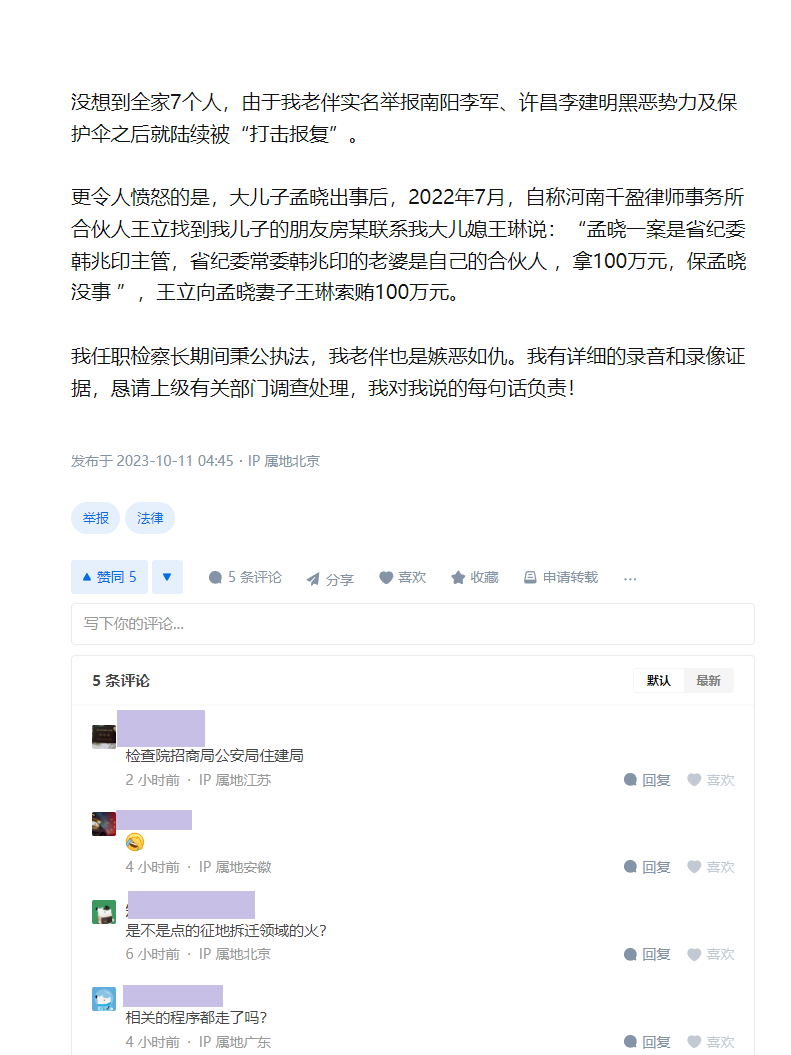 没想到全家7个人，由于我老伴实名举报南阳李军、许昌李建明黑恶势力及保
护伞之后就陆续被“打击报复”。
更令人愤怒的是，大儿子孟晓出事后，2022年7月，自称河南千盈律师事务所
合伙人王立找到我儿子的朋友房某联系我大儿媳王琳说：“孟晓一案是省纪委
韩兆印主管，省纪委常委韩兆印的老婆是自己的合伙人 ，拿100万元，保孟晓
没事 ” ，王立向孟晓妻子王琳索贿100万元。
我任职检察长期间秉公执法，我老伴也是嫉恶如仇。我有详细的录音和录像证
据，恳请上级有关部门调查处理，我对我说的每句话负责！
发布于 2023-10-11 04:45 · IP 属地北京
举报 法律
赞同 5 5 条评论 分享 喜欢 收藏 申请转载 ···
写下你的评论...
5 条评论 默认 最新
检查院招商局公安局住建局
2 小时前 · IP 属地江苏 回复 喜欢
🤣
4 小时前 · IP 属地安徽 回复 喜欢
是不是点的征地拆迁领域的火？
6 小时前 · IP 属地北京 回复 喜欢
相关的程序都走了吗？
4 小时前 · IP 属地广东 回复 喜欢